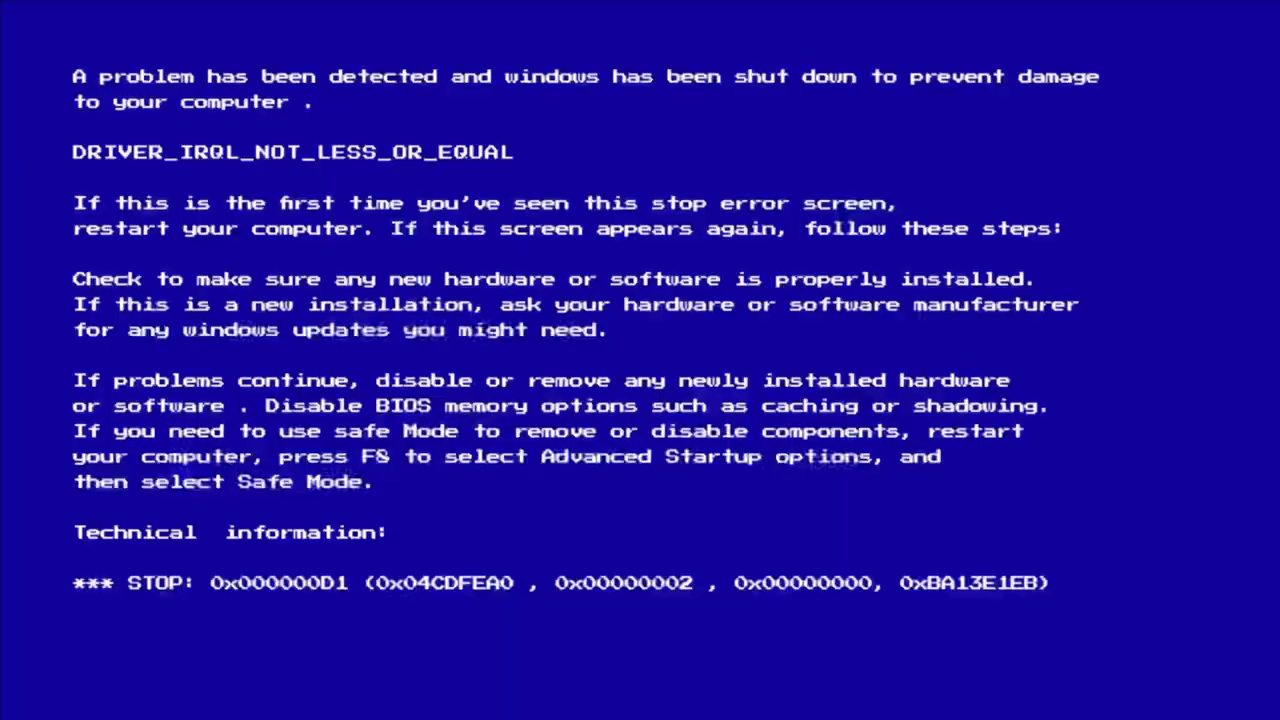 A problem has been detected and windows has been shut down to prevent damage
to your computer .
DRIVER_IRQL_NOT_LESS_OR_EQUAL
If this is the first time you've seen this stop error screen,
restart your computer. If this screen appears again, follow these steps:
Check to make sure any new hardware or software is properly installed.
If this is a new installation, ask your hardware or software manufacturer
for any windows updates you might need.
If problems continue, disable or remove any newly installed hardware
or software . Disable BIOS memory options such as caching or shadowing.
If you need to use safe Mode to remove or disable components, restart
your computer, press F8 to select Advanced Startup options, and
then select Safe Mode.
Technical  information:
*** STOP: 0x000000D1 (0x04CDFEA0 , 0x00000002 , 0x00000000, 0xBA13E1EB)